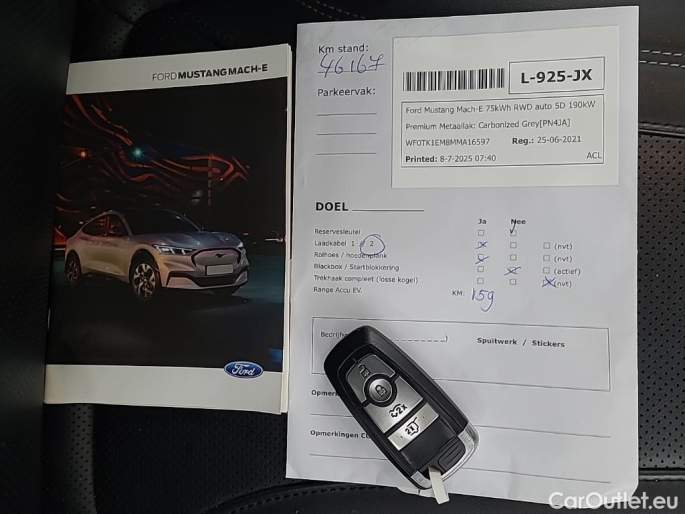 FORD MUSTANG MACH-E
Ford
Km stand:
46167
Parkeervak:
L-925-JX
Ford Mustang Mach-E 75kWh RWD auto 5D 190kW
Premium Metaallak: Carbonized Grey[PN4JA]
WF0TK1EM8MMA16597 Reg.: 25-06-2021
Printed: 8-7-2025 07:40 ACL
DOEL
Ja Nee
Reservesleutel
Laadkabel 1 / 2 (nvt)
Rolhoes / hoedenplank (nvt)
Blackbox / Startblokkering (actief)
Trekhaak compleet (losse kogel) (nvt)
Range Accu EV. KM: 159
Spuitwerk / Stickers
CarOutlet.eu